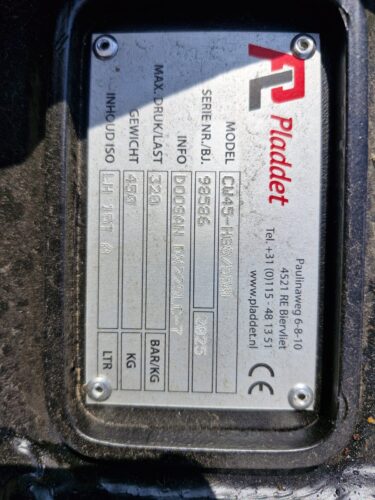 PL
Pladdet
Paulinaweg 6-8-10
4521 RE Biervliet
Tel. +31 (0)115 - 48 13 51
www.pladdet.nl
CE
MODEL
SERIE NR./BJ. 98586 2025
INFO DOOSAN
MAX. DRUK/LAST 320 BAR/KG
GEWICHT 450 KG
INHOUD ISO LTR